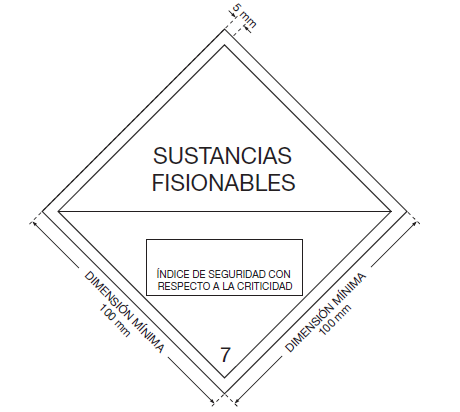 5 mm
SUSTANCIAS
FISIONABLES
ÍNDICE DE SEGURIDAD CON
RESPECTO A LA CRITICIDAD
DIMENSIÓN MÍNIMA
100 mm
DIMENSIÓN MÍNIMA
100 mm
7